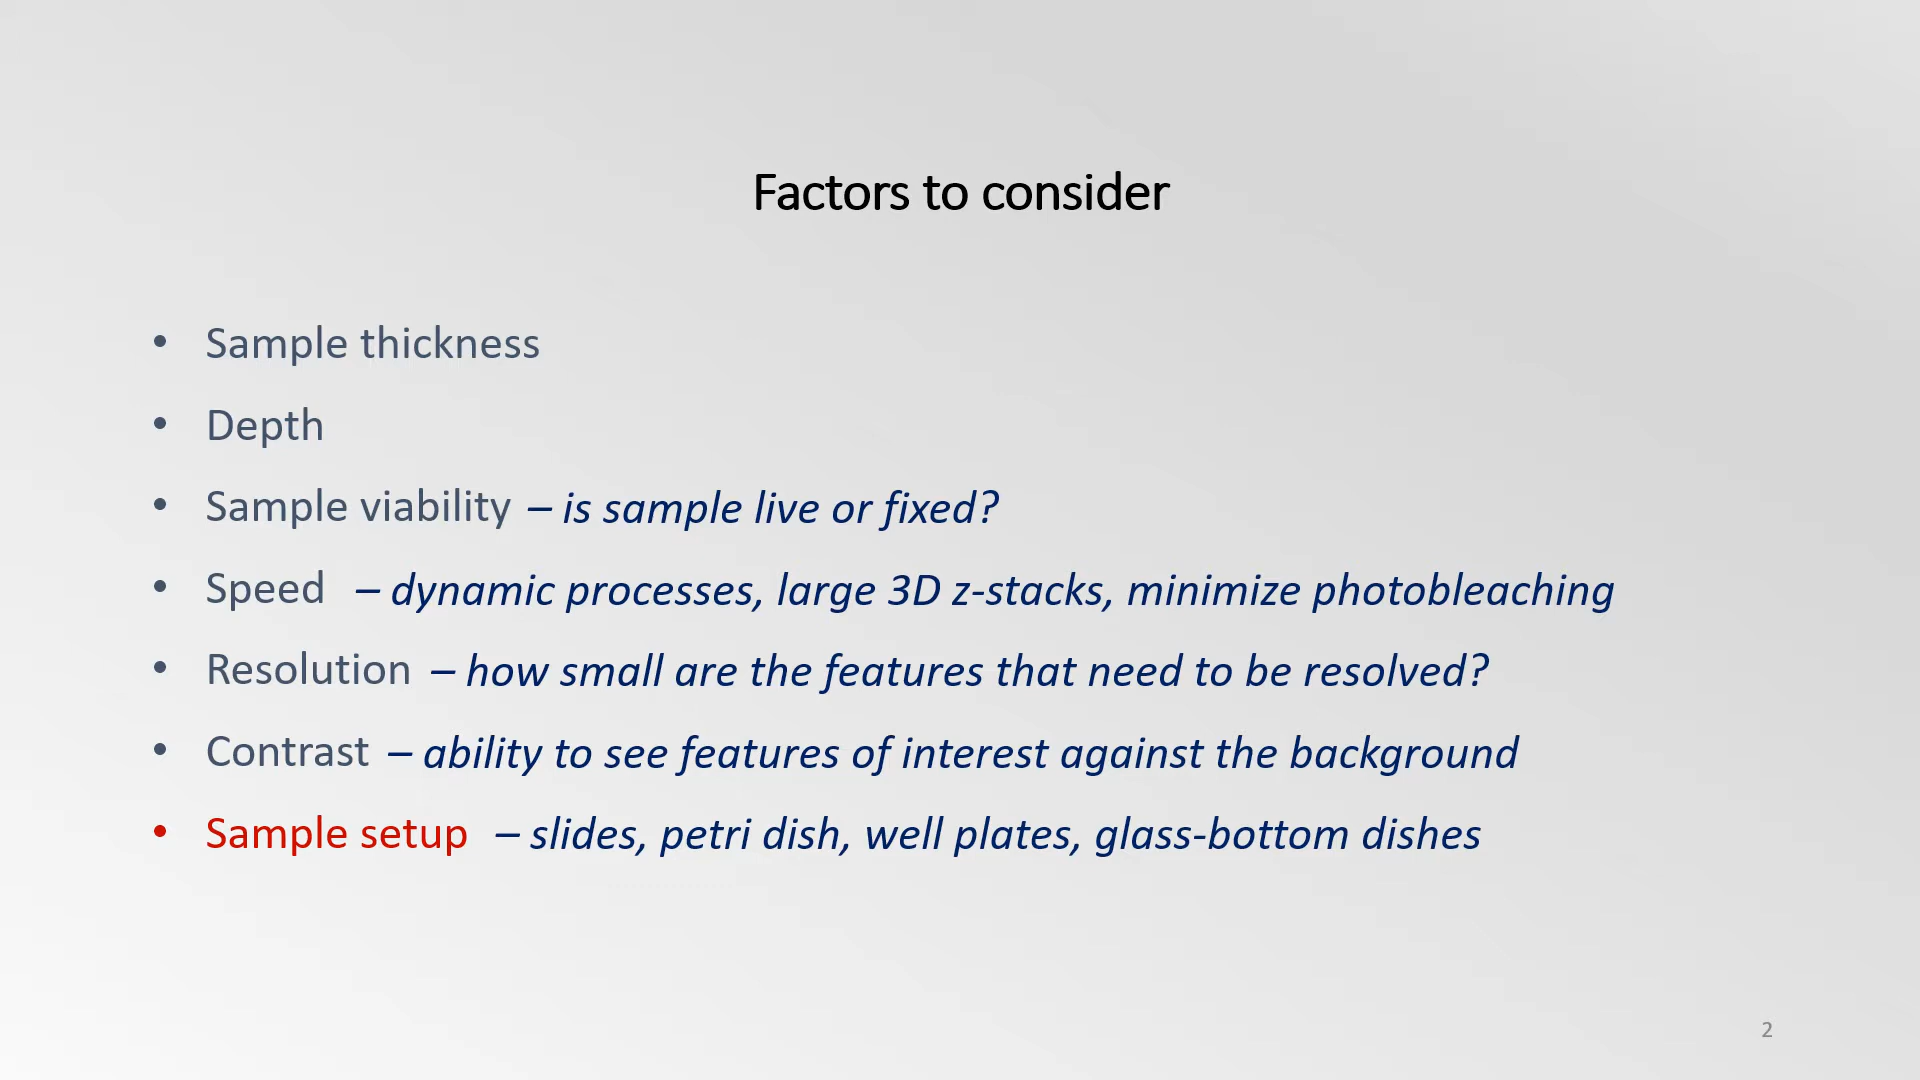 Factors to consider
• Sample thickness
• Depth
• Sample viability – is sample live or fixed?
• Speed – dynamic processes, large 3D z-stacks, minimize photobleaching
• Resolution – how small are the features that need to be resolved?
• Contrast – ability to see features of interest against the background
• Sample setup – slides, petri dish, well plates, glass-bottom dishes
2